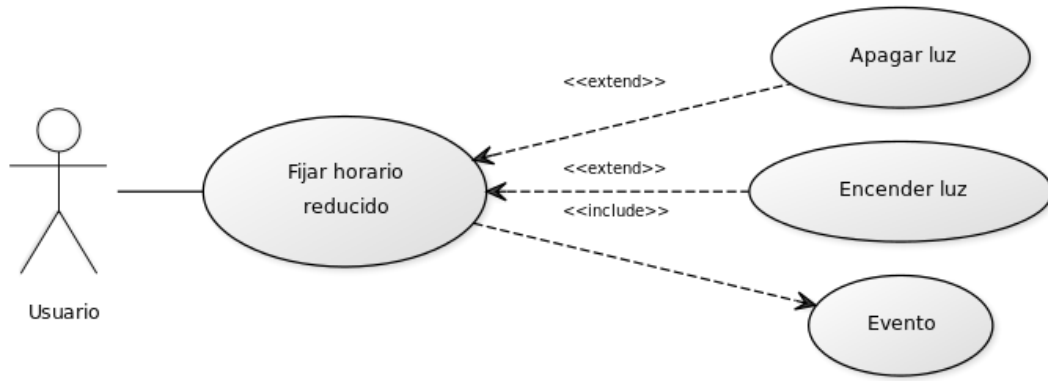 Apagar luz
<<extend>>
Fijar horario
reducido
<<extend>>
Encender luz
<<include>>
Usuario
Evento